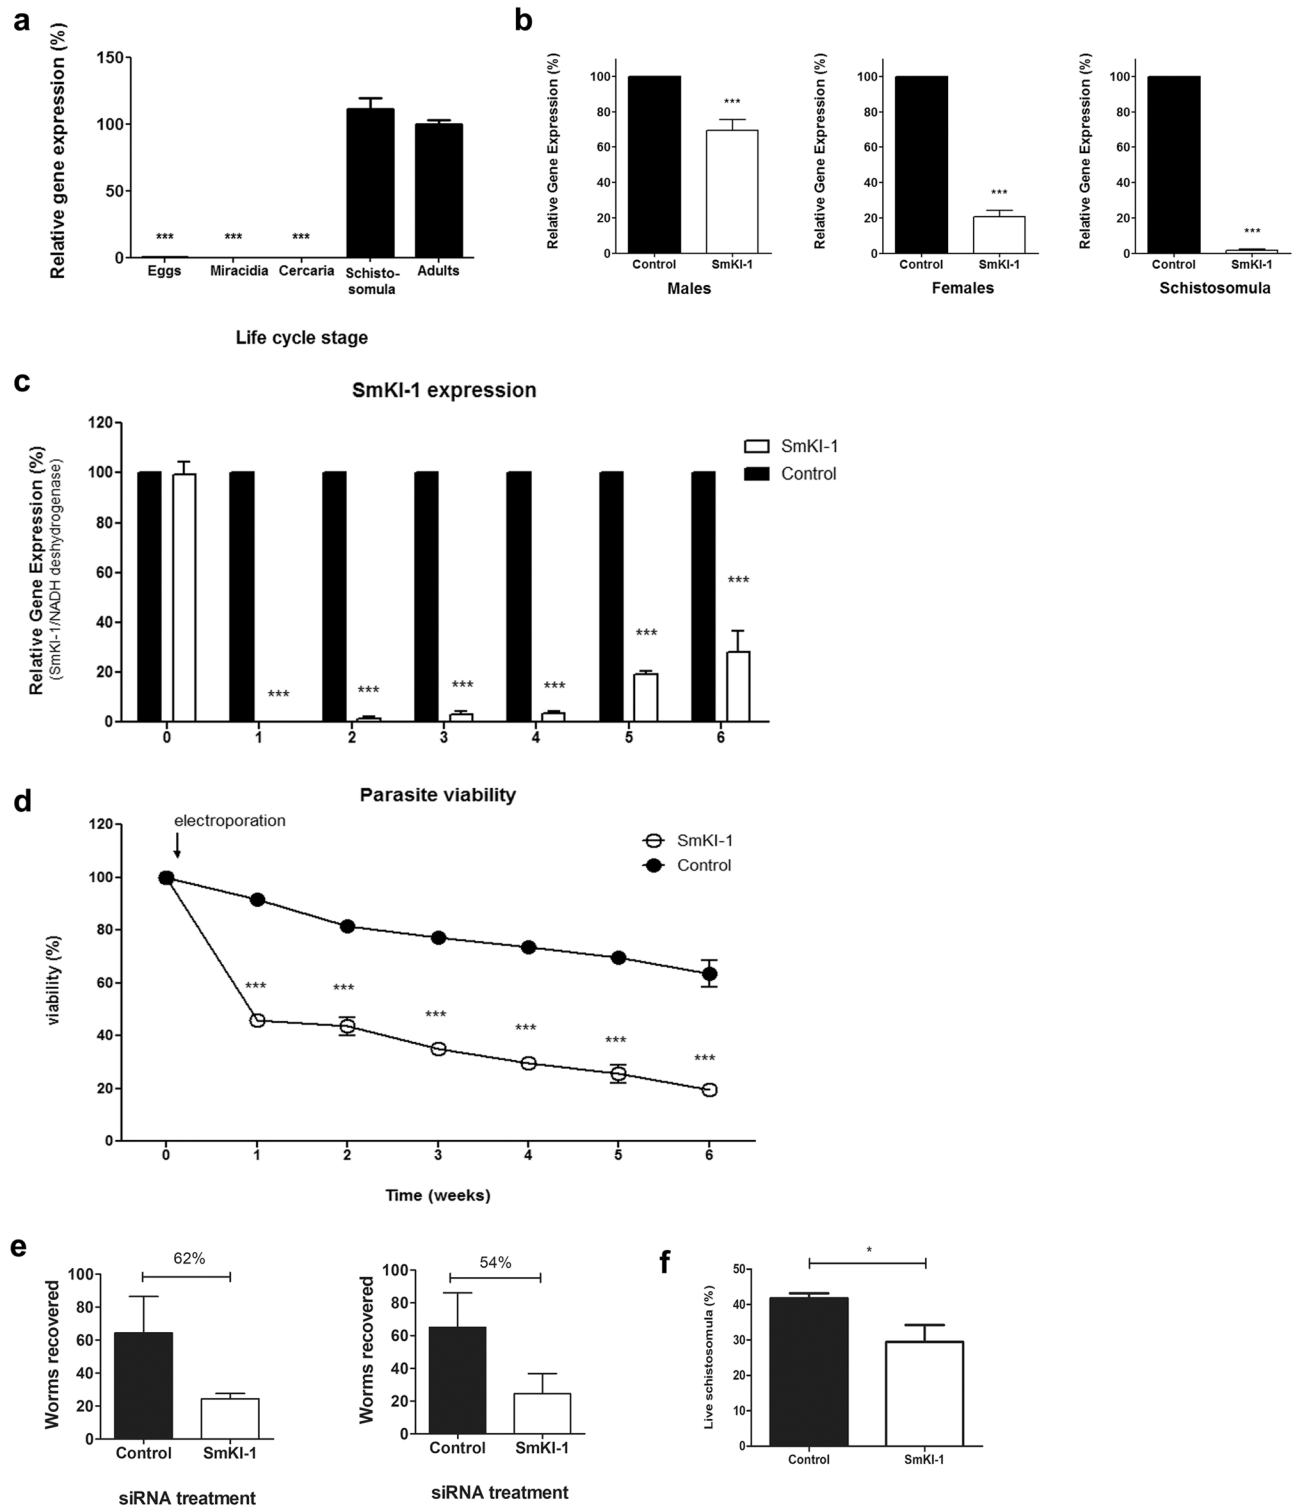 a
Relative gene expression (%)
150
100
50
0
***
***
***
Eggs
Miracidia
Cercaria
Schisto-
somula
Adults
Life cycle stage
b
Relative Gene Expression (%)
100
80
60
40
20
0
***
Control
SmKI-1
Males
Relative Gene Expression (%)
100
80
60
40
20
0
***
Control
SmKI-1
Females
Relative Gene Expression (%)
100
80
60
40
20
0
***
Control
SmKI-1
Schistosomula
c
SmKI-1 expression
Relative Gene Expression (%)
(SmKI-1/NADH deshydrogenase)
120
100
80
60
40
20
0
SmKI-1
Control
***
***
***
***
***
***
0
1
2
3
4
5
6
d
Parasite viability
viability (%)
120
100
80
60
40
20
0
electroporation
SmKI-1
Control
***
***
***
***
***
***
0
1
2
3
4
5
6
Time (weeks)
e
Worms recovered
100
80
60
40
20
0
62%
Control
SmKI-1
siRNA treatment
Worms recovered
100
80
60
40
20
0
54%
Control
SmKI-1
siRNA treatment
f
Live schistosomula (%)
50
40
30
20
10
0
*
Control
SmKI-1